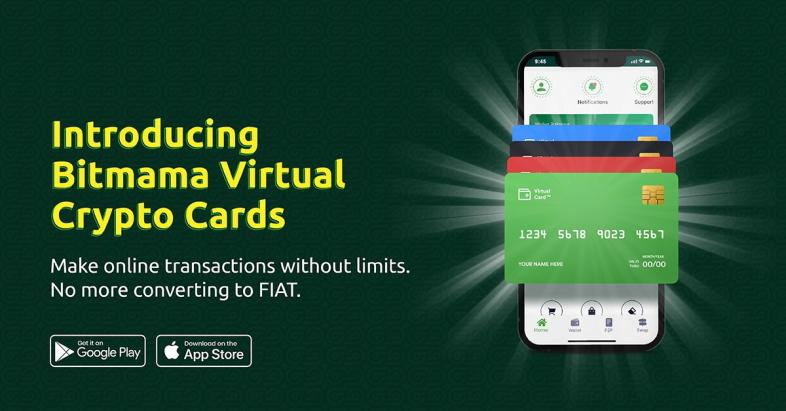 Introducing
Bitmama Virtual
Crypto Cards
Make online transactions without limits.
No more converting to FIAT.
Get it on
Google Play
Download on the
App Store
9:45
Notifications
Support
Virtual
Card™
1234 5678 9023 4567
YOUR NAME HERE
VALID
THRU
MONTH/YEAR
00/00
Home
Wallet
P2P
Swap